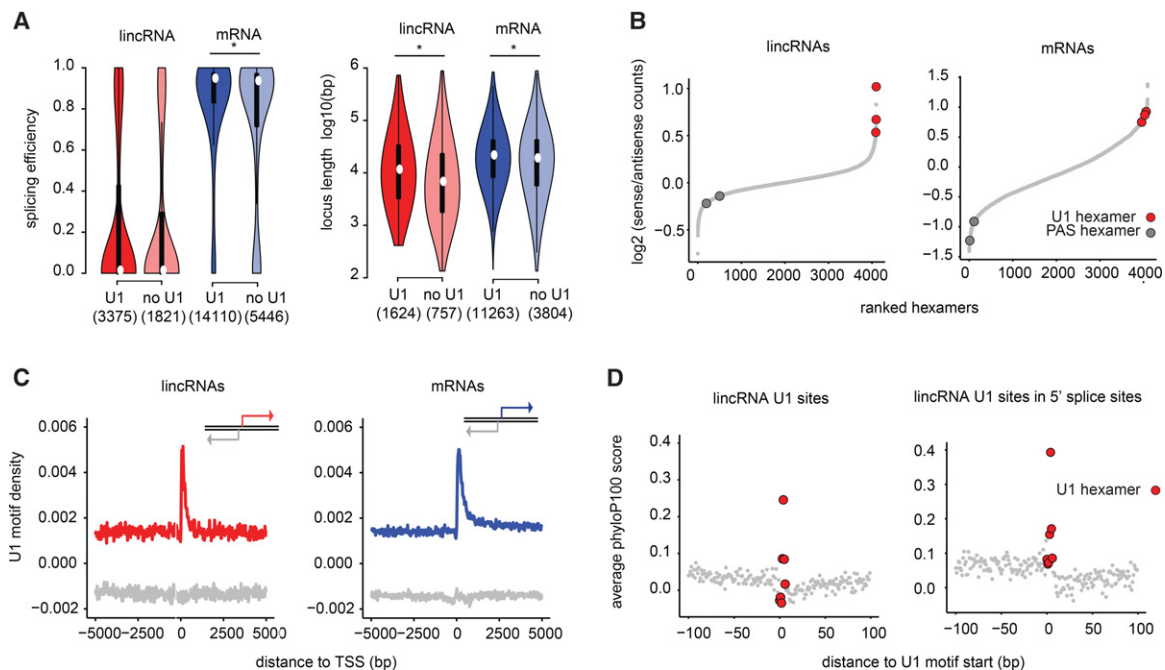 A
lincRNA
mRNA
*
splicing efficiency
1.0
0.8
0.6
0.4
0.2
0.0
U1
no U1
U1
no U1
(3375)
(1821)
(14110)
(5446)
lincRNA
mRNA
*
*
locus length log10(bp)
6
5
4
3
2
U1
no U1
U1
no U1
(1624)
(757)
(11263)
(3804)
B
lincRNAs
mRNAs
log2 (sense/antisense counts)
1.0
0.5
0.0
−0.5
0
1000
2000
3000
4000
1.5
1.0
0.5
0.0
−0.5
−1.0
−1.5
0
1000
2000
3000
4000
U1 hexamer
PAS hexamer
ranked hexamers
C
lincRNAs
mRNAs
U1 motif density
0.006
0.004
0.002
0.000
−0.002
−5000
−2500
0
2500
5000
0.006
0.004
0.002
0.000
−0.002
−5000
−2500
0
2500
5000
distance to TSS (bp)
D
lincRNA U1 sites
lincRNA U1 sites in 5' splice sites
average phyloP100 score
0.4
0.3
0.2
0.1
0.0
−100
−50
0
50
100
0.4
0.3
0.2
0.1
0.0
−100
−50
0
50
100
U1 hexamer
distance to U1 motif start (bp)